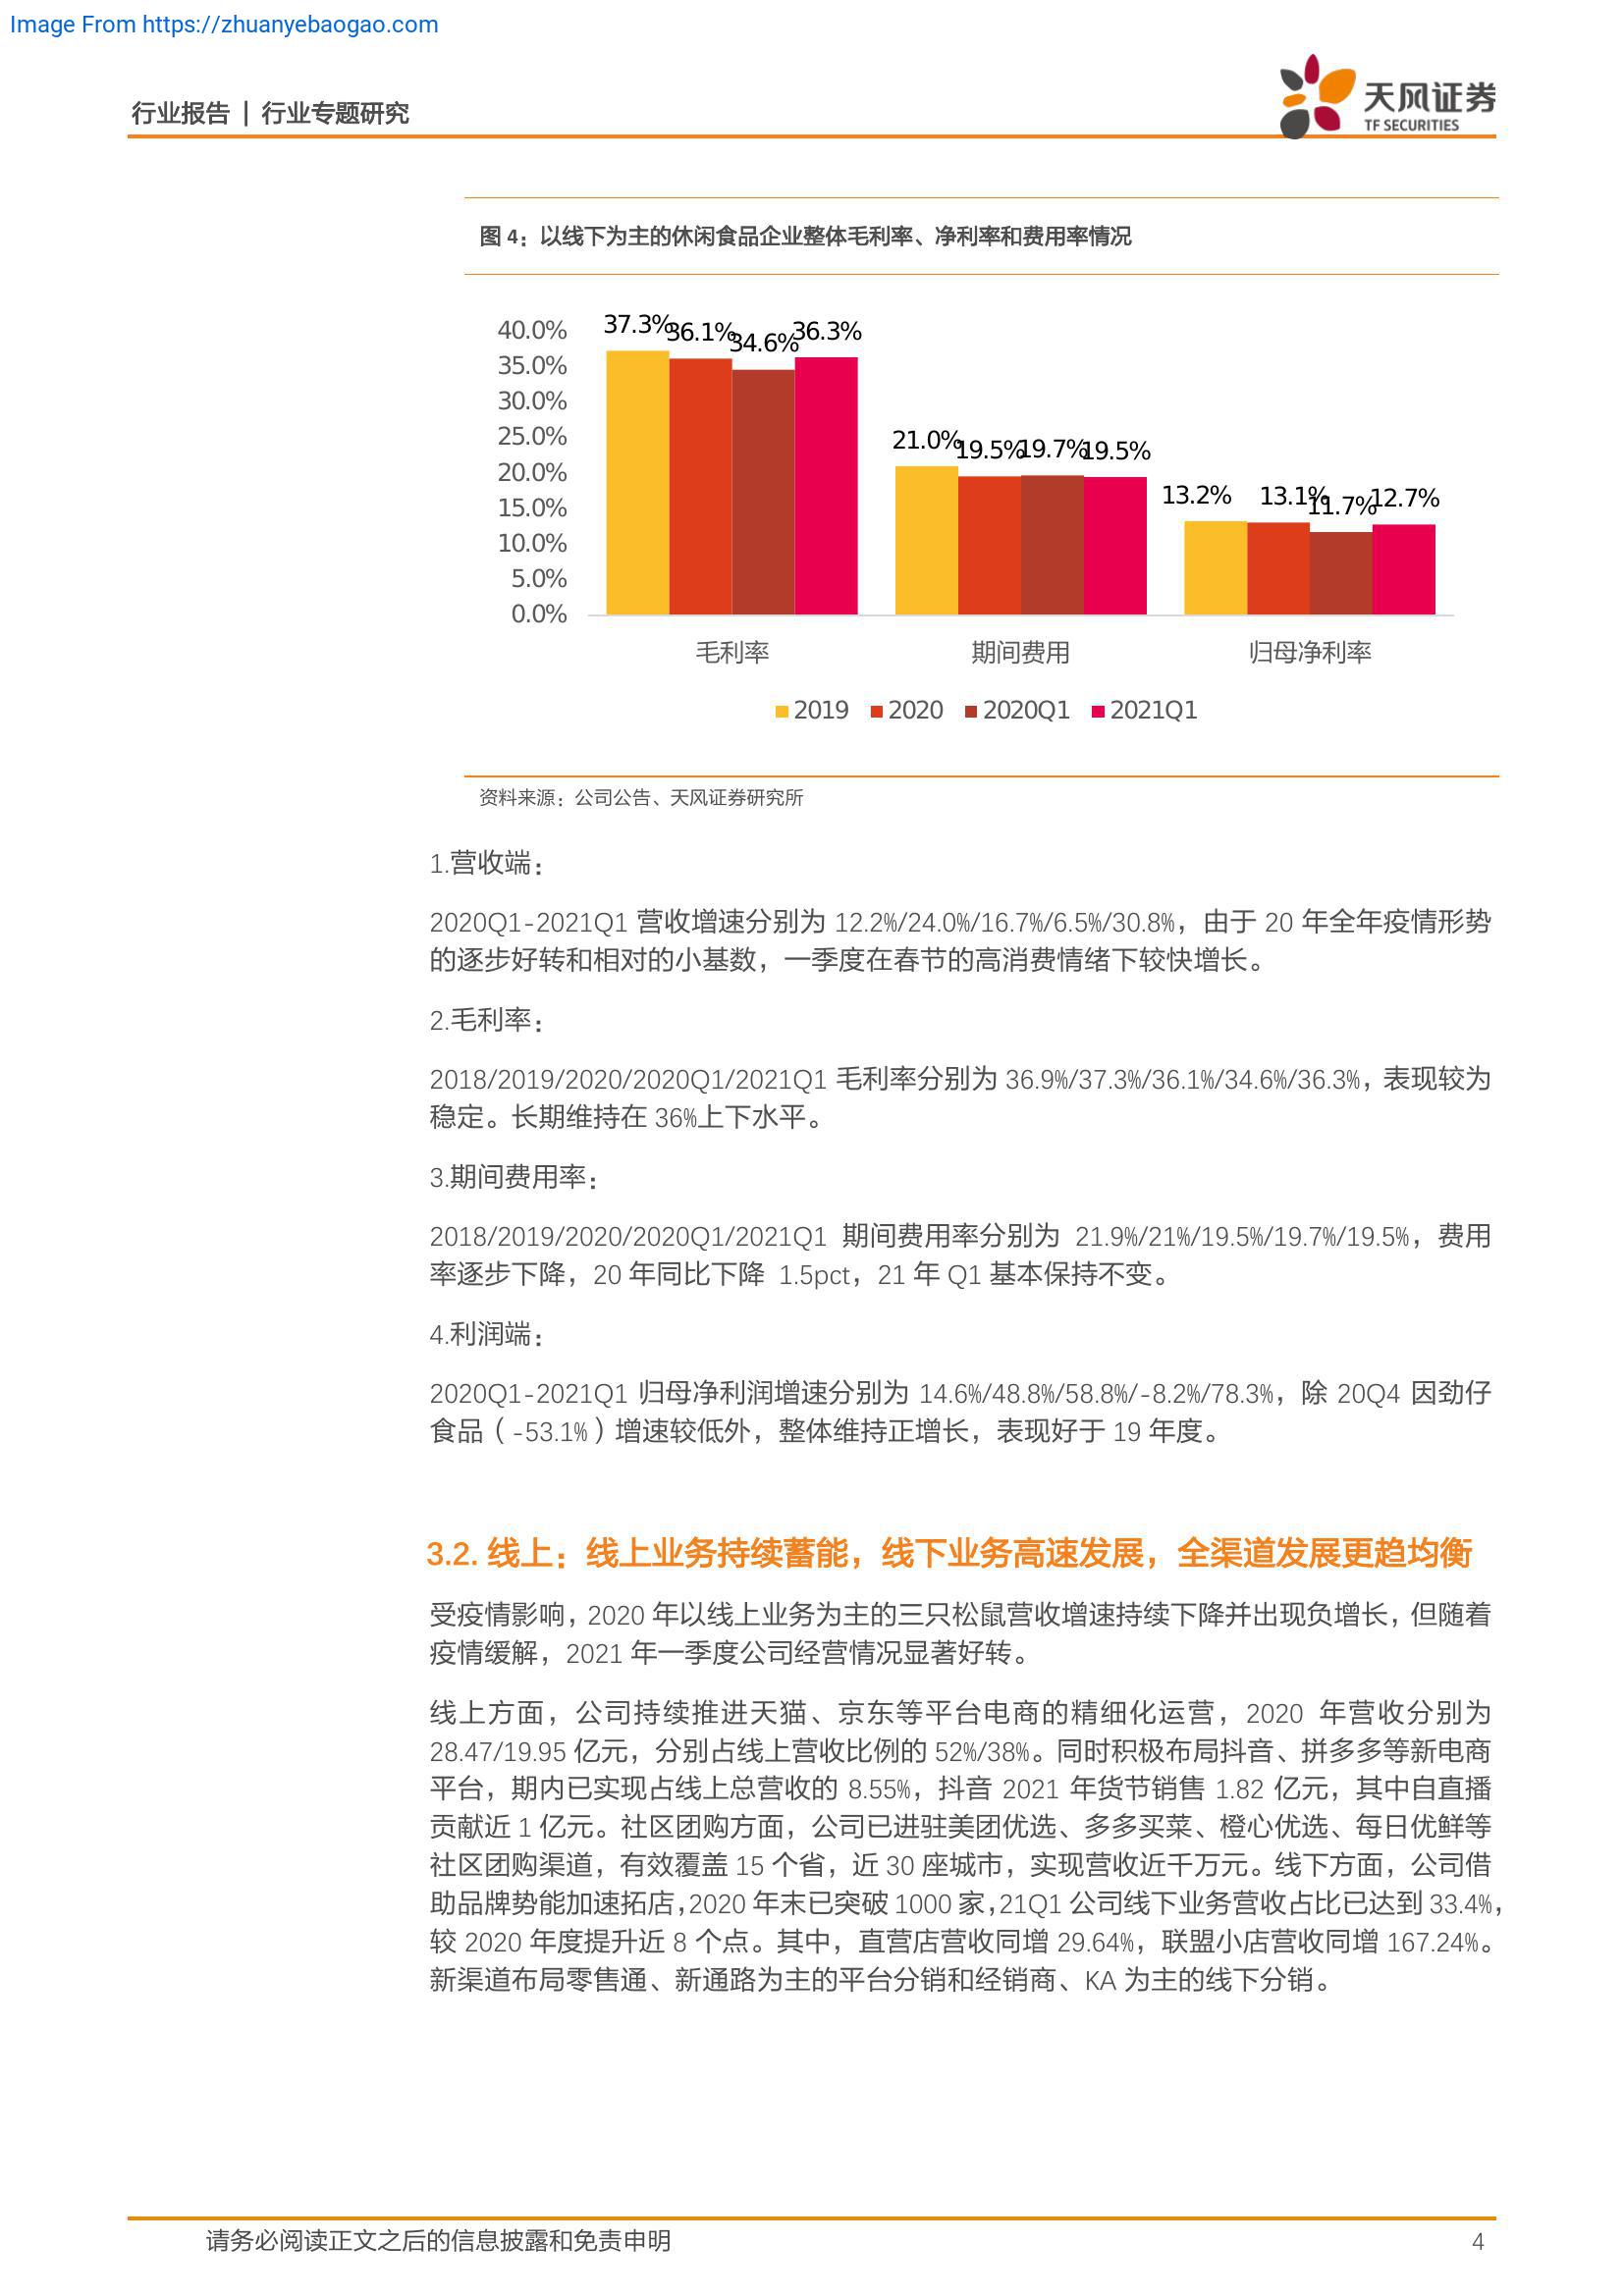 Image From https://zhuanyebaogao.com
行业报告 | 行业专题研究
天风证券
TF SECURITIES
图 4：以线下为主的休闲食品企业整体毛利率、净利率和费用率情况
40.0%
35.0%
30.0%
25.0%
20.0%
15.0%
10.0%
5.0%
0.0%
37.3% 36.1% 34.6% 36.3%
21.0% 19.5% 19.7% 19.5%
13.2% 13.1% 11.7% 12.7%
毛利率 期间费用 归母净利率
2019 2020 2020Q1 2021Q1
资料来源：公司公告、天风证券研究所
1.营收端：
2020Q1-2021Q1 营收增速分别为 12.2%/24.0%/16.7%/6.5%/30.8%，由于 20 年全年疫情形势
的逐步好转和相对的小基数，一季度在春节的高消费情绪下较快增长。
2.毛利率：
2018/2019/2020/2020Q1/2021Q1 毛利率分别为 36.9%/37.3%/36.1%/34.6%/36.3%，表现较为
稳定。长期维持在 36%上下水平。
3.期间费用率：
2018/2019/2020/2020Q1/2021Q1 期间费用率分别为 21.9%/21%/19.5%/19.7%/19.5%，费用
率逐步下降，20 年同比下降 1.5pct，21 年 Q1 基本保持不变。
4.利润端：
2020Q1-2021Q1 归母净利润增速分别为 14.6%/48.8%/58.8%/-8.2%/78.3%，除 20Q4 因劲仔
食品（-53.1%）增速较低外，整体维持正增长，表现好于 19 年度。
3.2. 线上：线上业务持续蓄能，线下业务高速发展，全渠道发展更趋均衡
受疫情影响，2020 年以线上业务为主的三只松鼠营收增速持续下降并出现负增长，但随着
疫情缓解，2021 年一季度公司经营情况显著好转。
线上方面，公司持续推进天猫、京东等平台电商的精细化运营，2020 年营收分别为
28.47/19.95 亿元，分别占线上营收比例的 52%/38%。同时积极布局抖音、拼多多等新电商
平台，期内已实现占线上总营收的 8.55%，抖音 2021 年货节销售 1.82 亿元，其中自直播
贡献近 1 亿元。社区团购方面，公司已进驻美团优选、多多买菜、橙心优选、每日优鲜等
社区团购渠道，有效覆盖 15 个省，近 30 座城市，实现营收近千万元。线下方面，公司借
助品牌势能加速拓店，2020 年末已突破 1000 家，21Q1 公司线下业务营收占比已达到 33.4%，
较 2020 年度提升近 8 个点。其中，直营店营收同增 29.64%，联盟小店营收同增 167.24%。
新渠道布局零售通、新通路为主的平台分销和经销商、KA 为主的线下分销。
请务必阅读正文之后的信息披露和免责申明 4